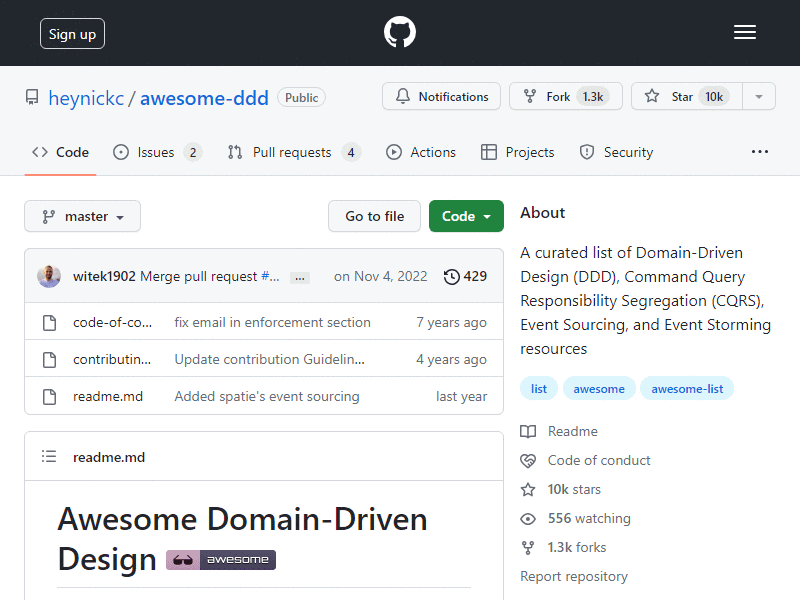 Sign up
heynickc / awesome-ddd Public
Notifications Fork 1.3k Star 10k
Code Issues 2 Pull requests 4 Actions Projects Security ...
master Go to file Code
witek1902 Merge pull request #... ... on Nov 4, 2022 429
code-of-co... fix email in enforcement section 7 years ago
contributin... Update contribution Guidelin... 4 years ago
readme.md Added spatie's event sourcing last year
readme.md
Awesome Domain-Driven
Design awesome
About
A curated list of Domain-Driven
Design (DDD), Command Query
Responsibility Segregation (CQRS),
Event Sourcing, and Event Storming
resources
list awesome awesome-list
Readme
Code of conduct
10k stars
556 watching
1.3k forks
Report repository